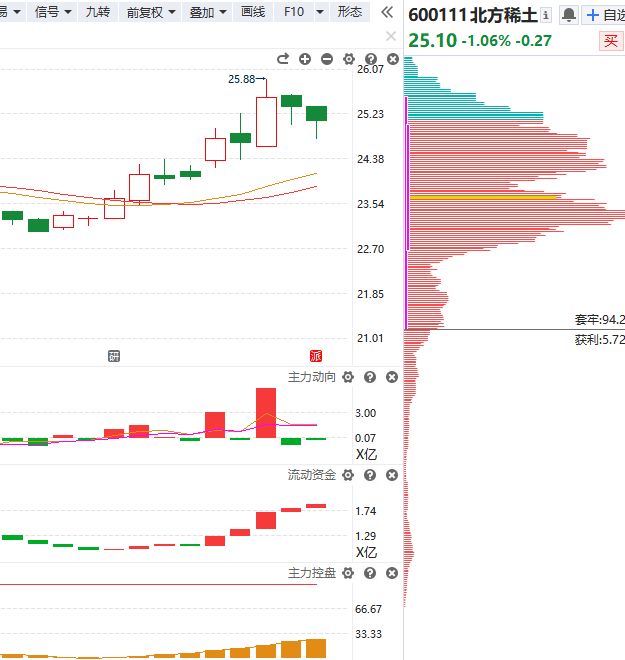 易 信号 九转 前复权 叠加 画线 F10 形态
600111 北方稀土 自选
25.10 -1.06% -0.27 买
26.07
25.88
25.23
24.38
23.54
22.70
21.85
21.01
套牢:94.2
获利:5.72
研 派
主力动向
3.00
0.07
X亿
流动资金
1.74
1.29
X亿
主力控盘
66.67
33.33